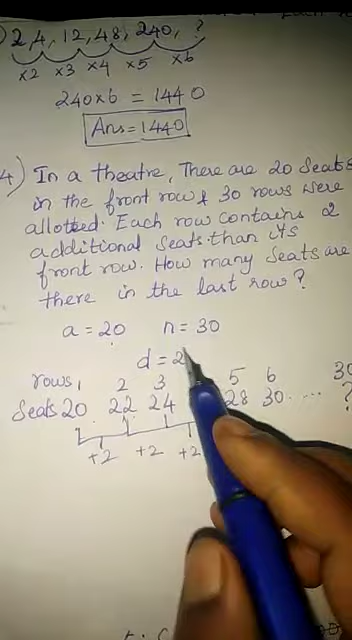 2, 4, 12, 48, 240, ?
×2 ×3 ×4 ×5 ×6
240×6 = 1440
Ans=1440
4) In a theatre, There are 20 Seats
in the front row & 30 rows were
allotted. Each row contains 2
additional Seats than its
front row. How many Seats are
there in the last row?
a = 20 n = 30
d = 2
rows 1 2 3 5 6 30
Seats 20 22 24 28 30 .... ?
+2 +2 +2